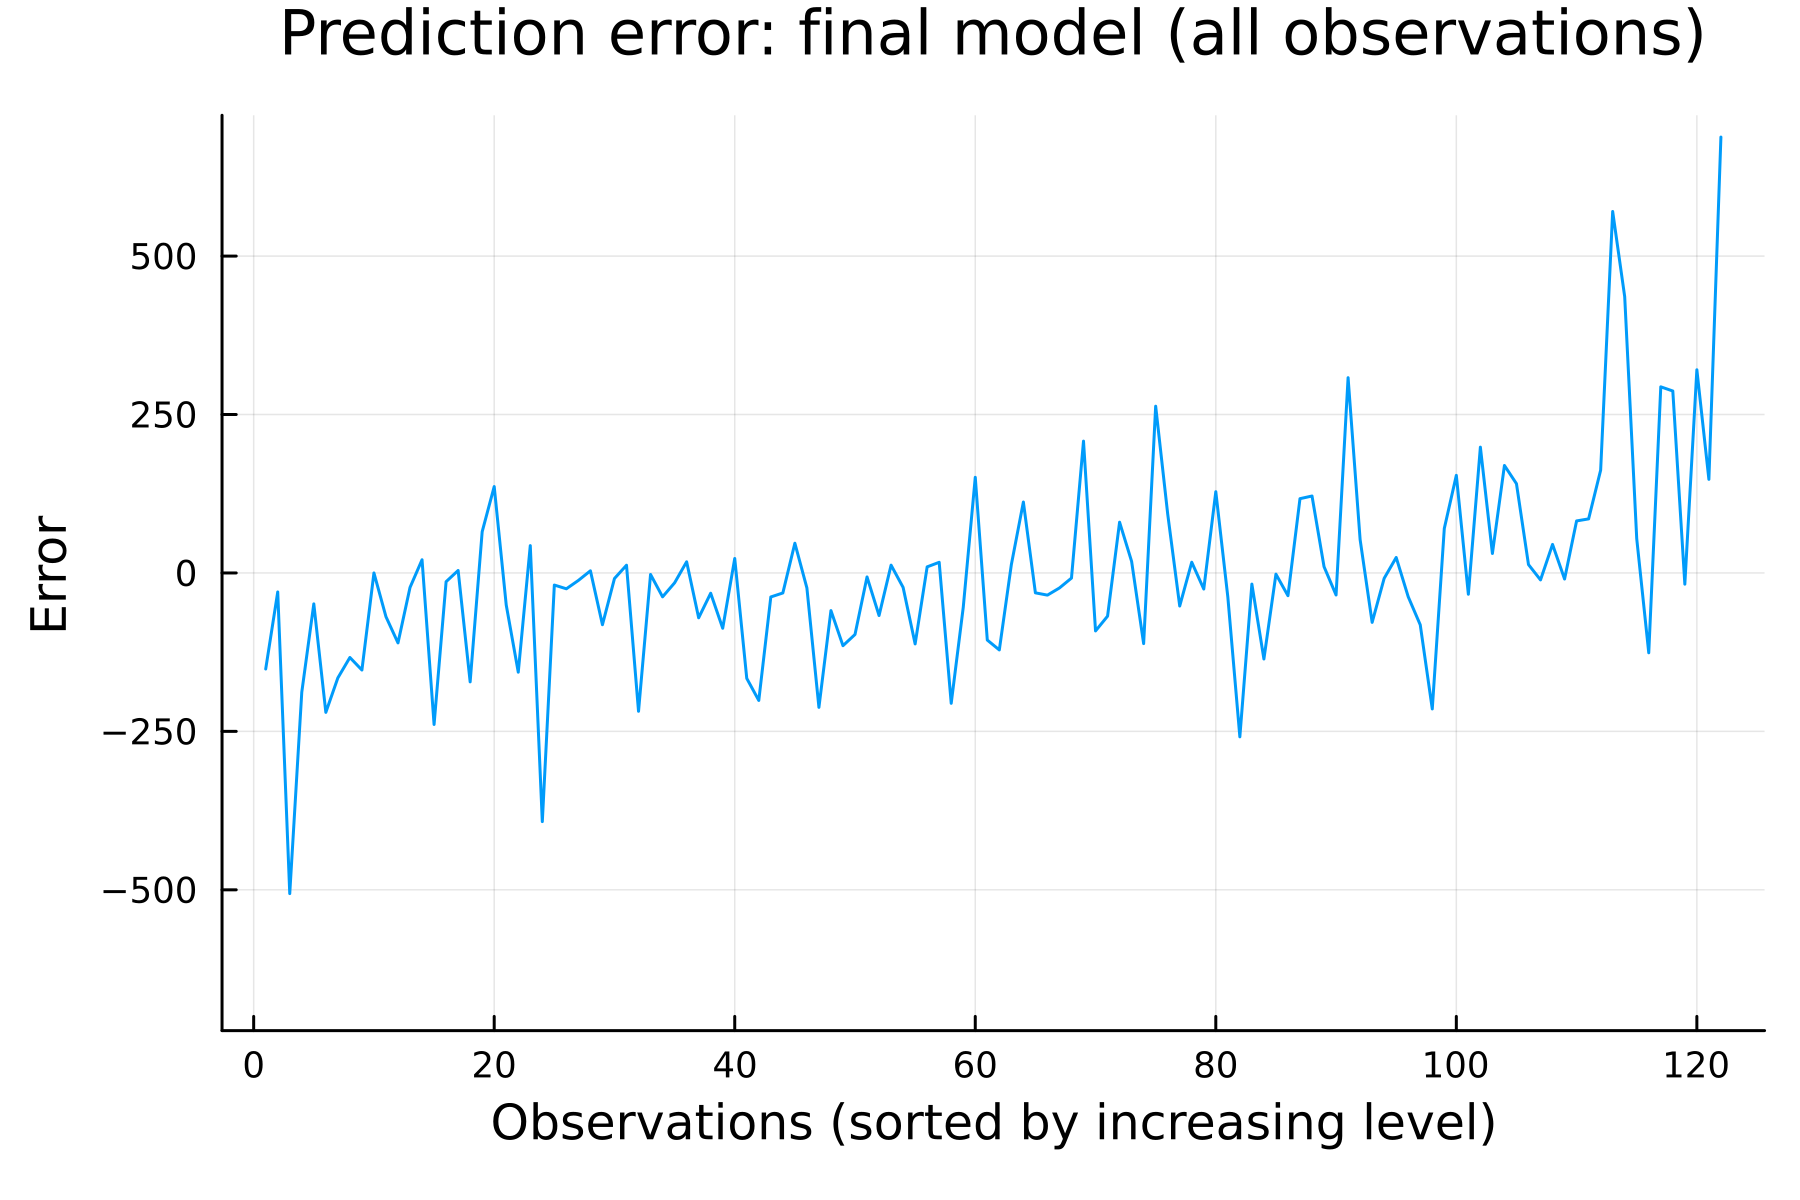 Prediction error: final model (all observations)
Error
500
250
0
−250
−500
0 20 40 60 80 100 120
Observations (sorted by increasing level)